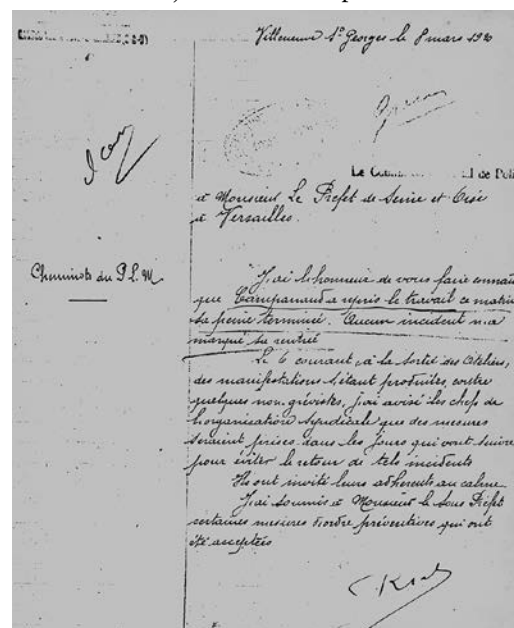 Villeneuve St Georges le 8 mars 1920
Le de Poli
à Monsieur Le Préfet de Seine et Oise
à Versailles.
Cheminots du P.L.M.
J'ai l'honneur de vous faire connaît
que Campanaud a repris le travail ce matin
sa peine terminée. Aucun incident n'a
marqué sa rentrée
Le 6 courant, à la sortie des Ateliers,
des manifestations s'étant produites, contre
quelques non-grévistes, j'ai avisé les chefs de
l'organisation syndicale que des mesures
seraient prises dans les jours qui vont suivre
pour éviter le retour de tels incidents
Ils ont invité leurs adhérents au calme.
J'ai soumis à Monsieur le Sous Préfet
certaines mesures d'ordre préventives qui ont
été acceptées